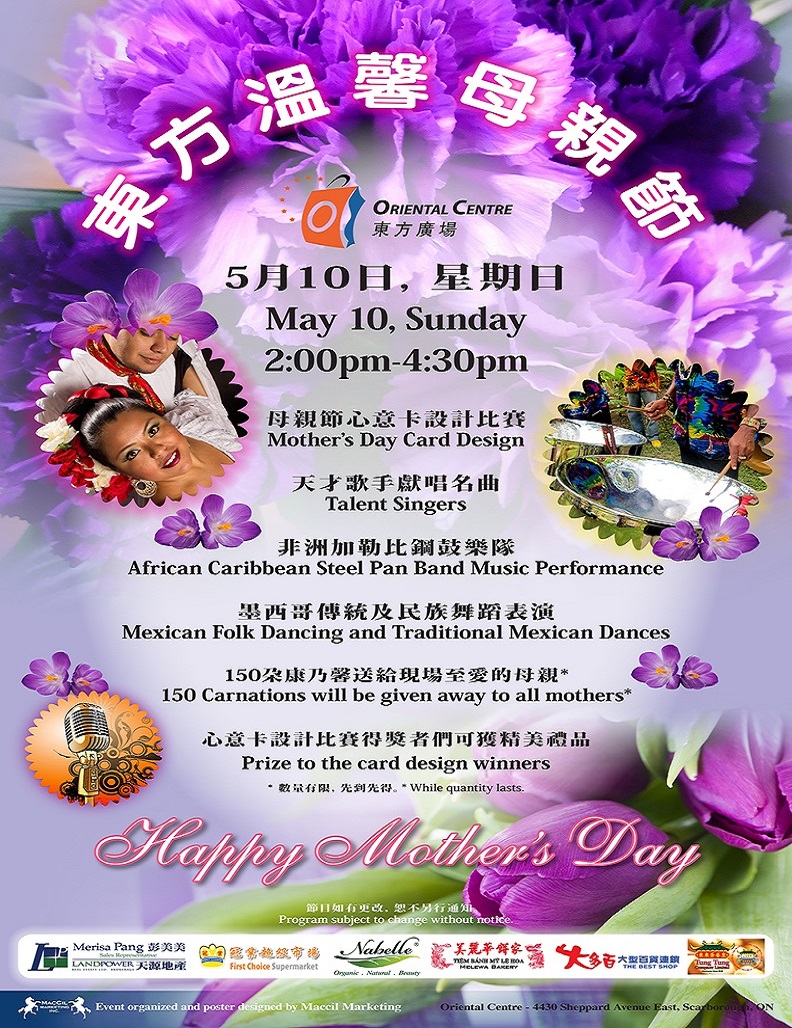 東方溫馨母親節
ORIENTAL CENTRE
東方廣場
5月10日, 星期日
May 10, Sunday
2:00pm-4:30pm
母親節心意卡設計比賽
Mother's Day Card Design
天才歌手獻唱名曲
Talent Singers
非洲加勒比鋼鼓樂隊
African Caribbean Steel Pan Band Music Performance
墨西哥傳統及民族舞蹈表演
Mexican Folk Dancing and Traditional Mexican Dances
150朵康乃馨送給現場至愛的母親*
150 Carnations will be given away to all mothers*
心意卡設計比賽得獎者們可獲精美禮品
Prize to the card design winners
* 數量有限, 先到先得。* While quantity lasts.
Happy Mother's Day
節目如有更改, 恕不另行通知
Program subject to change without notice.
Merisa Pang 彭美美
Sales Representative
LANDPOWER 天源地產
REAL ESTATE LTD. BROKERAGE
First Choice Supermarket
Nabelle
Organic . Natural . Beauty
美麗華餅家
TIỆM BÁNH MỲ LỆ HOA
MELEWA BAKERY
大多百 大型百貨連鎖
THE BEST SHOP
Tung Tung
MACCIL
MARKETING
INC
Event organized and poster designed by Maccil Marketing
Oriental Centre - 4430 Sheppard Avenue East, Scarborough, ON